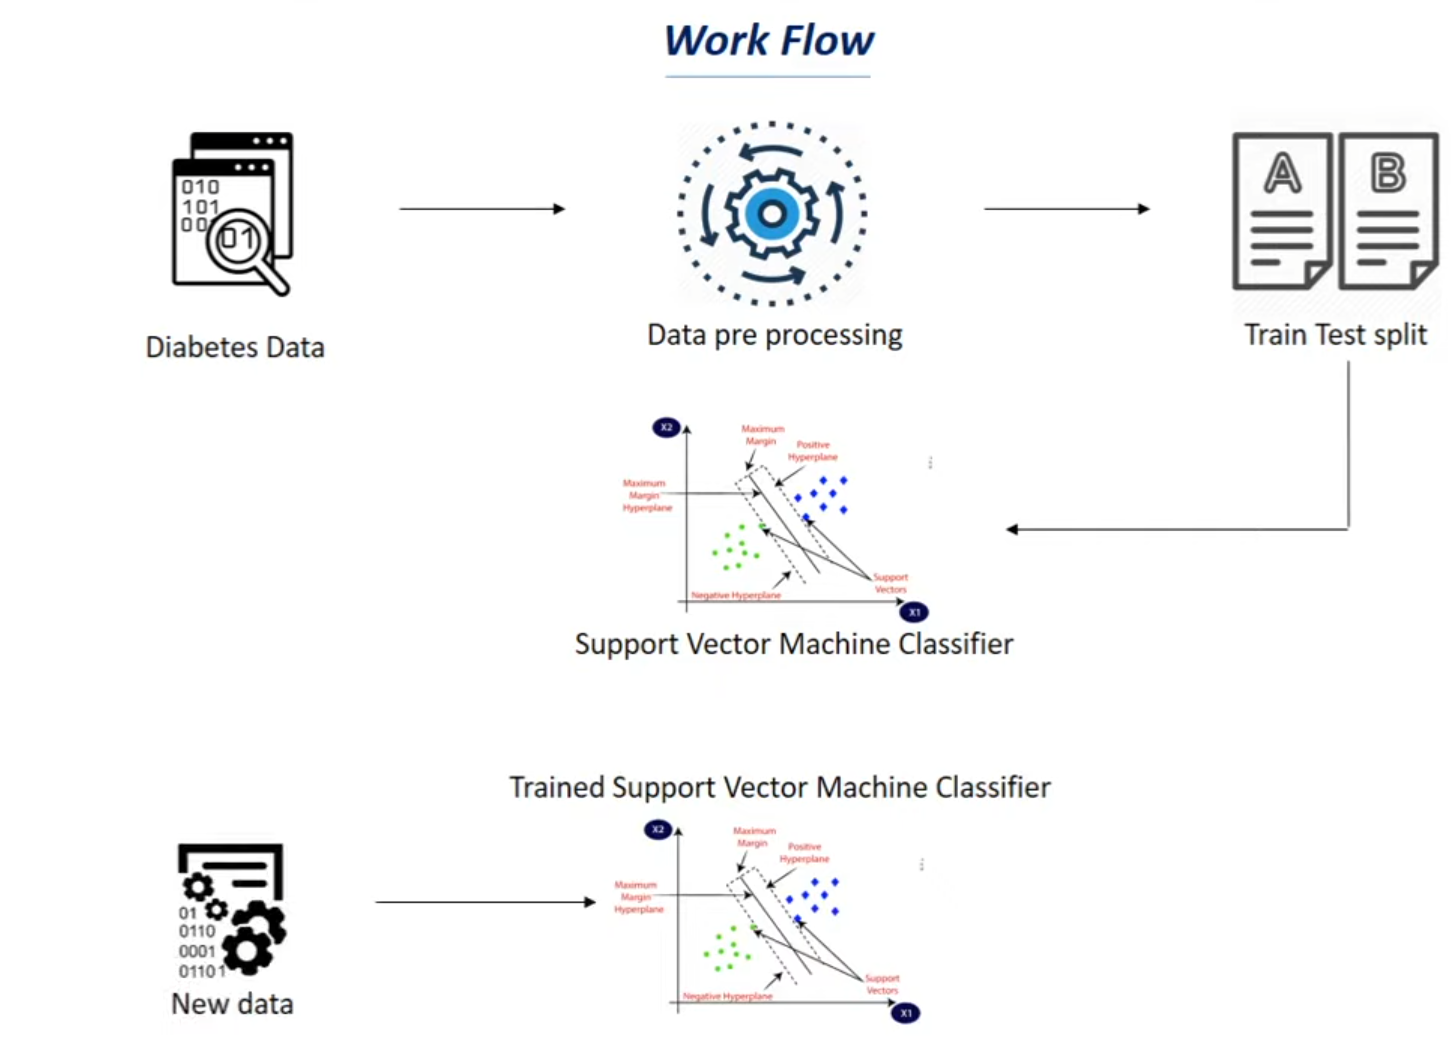 Work Flow
010
101
00
01
A
B
Diabetes Data
Data pre processing
Train Test split
X2
Maximum
Margin
Positive
Hyperplane
Maximum
Margin
Hyperplane
Support
Vectors
Negative Hyperplane
X1
Support Vector Machine Classifier
Trained Support Vector Machine Classifier
X2
Maximum
Margin
Positive
Hyperplane
Maximum
Margin
Hyperplane
Support
Vectors
Negative Hyperplane
X1
01
0110
0001
01101
New data